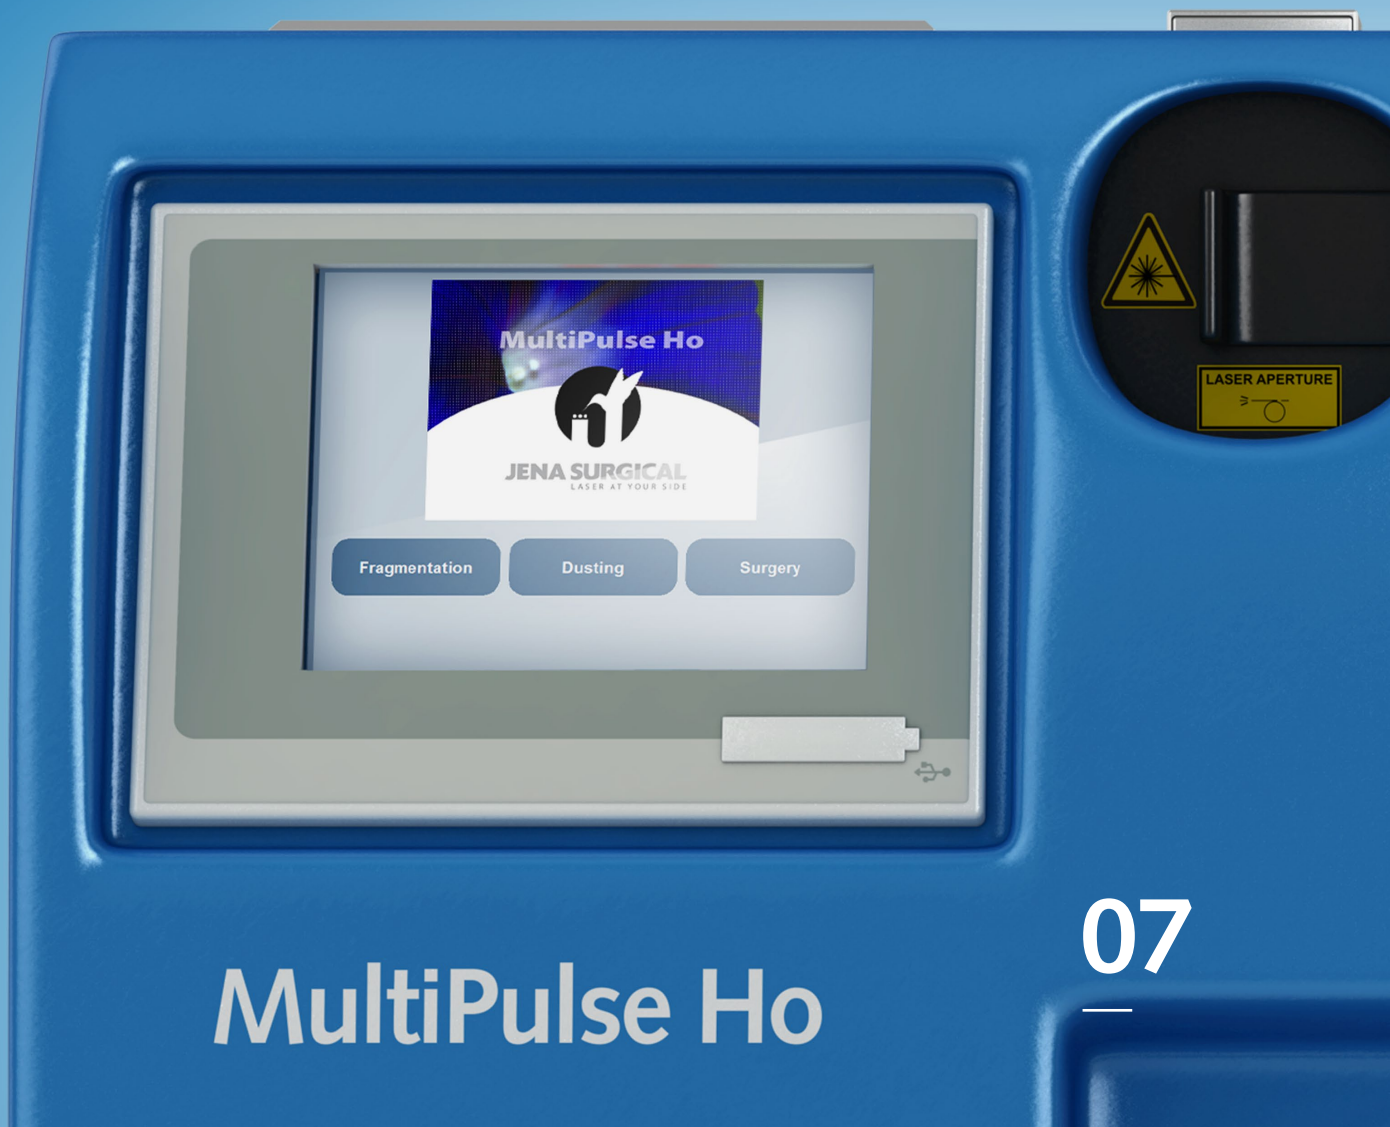 MultiPulse Ho
JENA SURGICAL
LASER AT YOUR SIDE
Fragmentation
Dusting
Surgery
LASER APERTURE
07
MultiPulse Ho